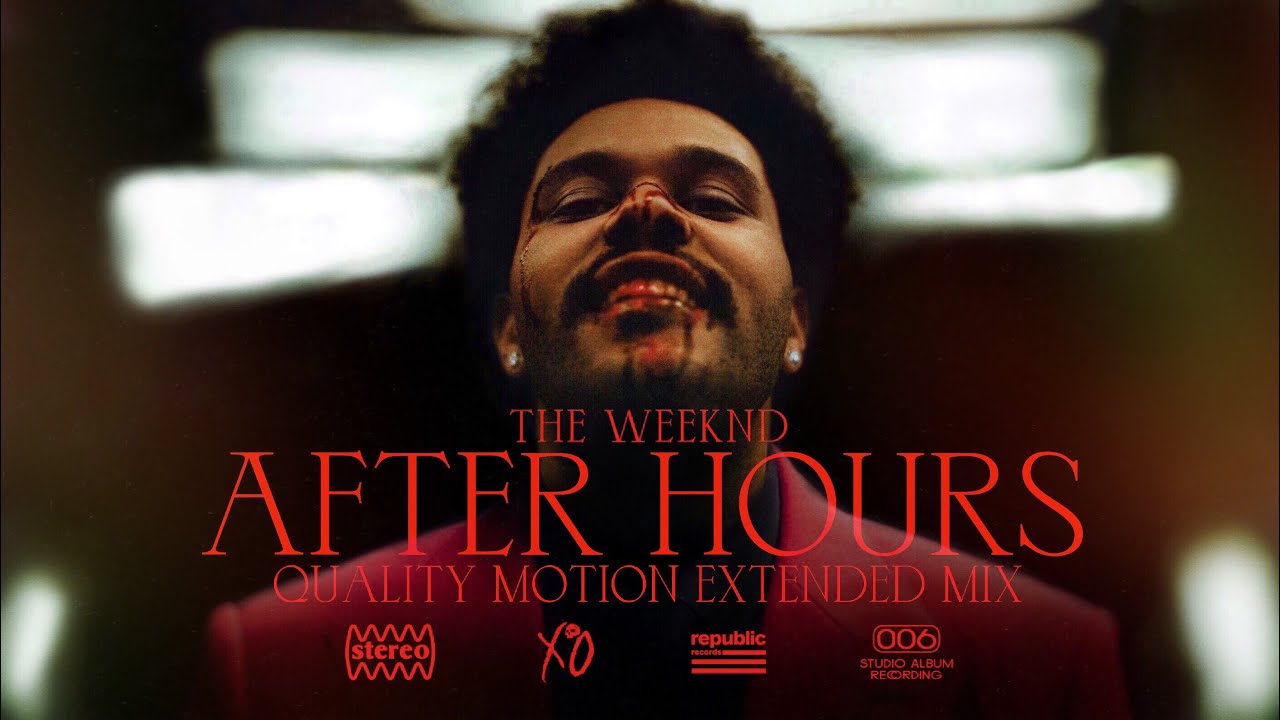 THE WEEKND
AFTER HOURS
QUALITY MOTION EXTENDED MIX
stereo
XO
republic
records
006
STUDIO ALBUM
RECORDING